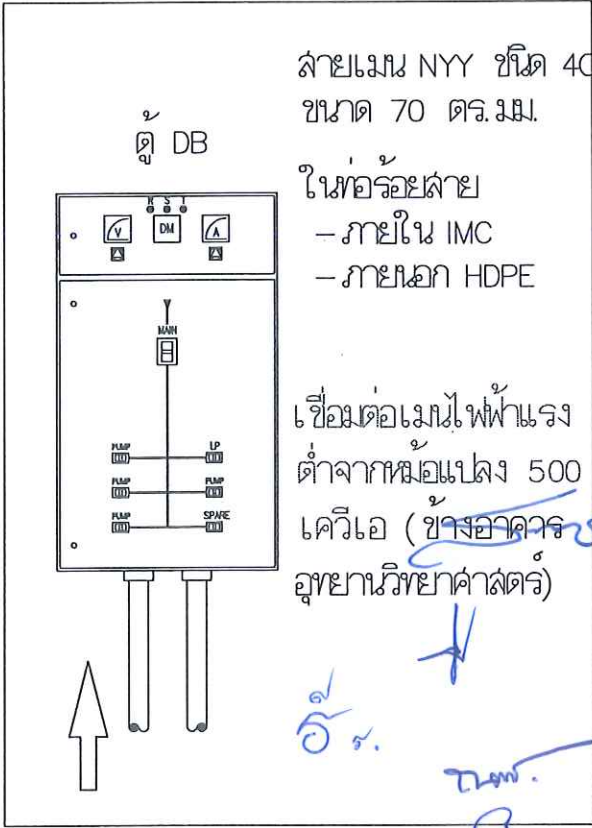 สายเมน NYY ชนิด 4C
ขนาด 70 ตร.มม.
ตู้ DB
ในท่อร้อยสาย
-ภายใน IMC
-ภายนอก HDPE
R S T
V DM A
MAIN
PUMP LP
PUMP PUMP
PUMP SPARE
เชื่อมต่อเมนไฟฟ้าแรง
ต่ำจากหม้อแปลง 500
เควีเอ (ข้างอาคาร
อุทยานวิทยาศาสตร์)